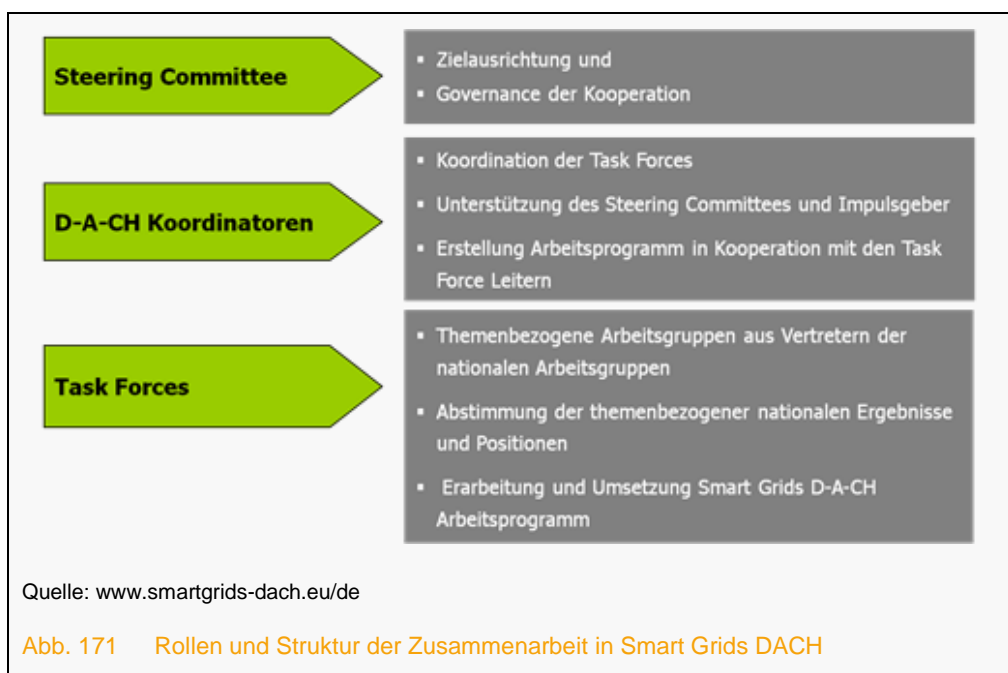 Steering Committee
▪ Zielausrichtung und
▪ Governance der Kooperation
D-A-CH Koordinatoren
▪ Koordination der Task Forces
▪ Unterstützung des Steering Committees und Impulsgeber
▪ Erstellung Arbeitsprogramm in Kooperation mit den Task
Force Leitern
Task Forces
▪ Themenbezogene Arbeitsgruppen aus Vertretern der
nationalen Arbeitsgruppen
▪ Abstimmung der themenbezogener nationalen Ergebnisse
und Positionen
▪ Erarbeitung und Umsetzung Smart Grids D-A-CH
Arbeitsprogramm
Quelle: www.smartgrids-dach.eu/de
Abb. 171 Rollen und Struktur der Zusammenarbeit in Smart Grids DACH